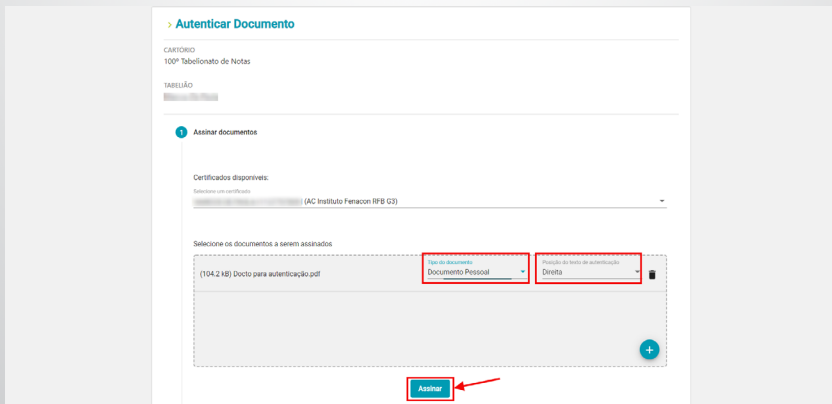 › Autenticar Documento
CARTÓRIO
100º Tabelionato de Notas
TABELIÃO
1 Assinar documentos
Certificados disponíveis:
Selecione um certificado
(AC Instituto Fenacon RFB G3)
Selecione os documentos a serem assinados
Tipo do documento Posição do texto de autenticação
(104.2 kB) Docto para autenticação.pdf Documento Pessoal Direita
+
Assinar